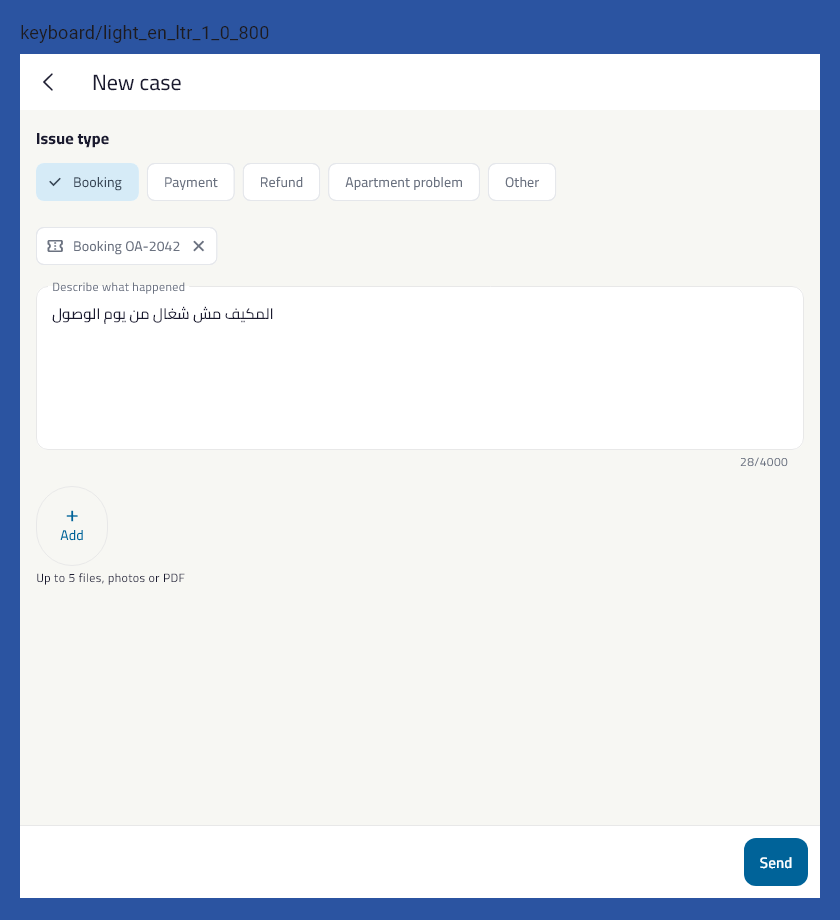 keyboard/light_en_ltr_1_0_800
New case
Issue type
Booking
Payment
Refund
Apartment problem
Other
Booking OA-2042
Describe what happened
المكيف مش شغال من يوم الوصول
28/4000
Add
Up to 5 files, photos or PDF
Send